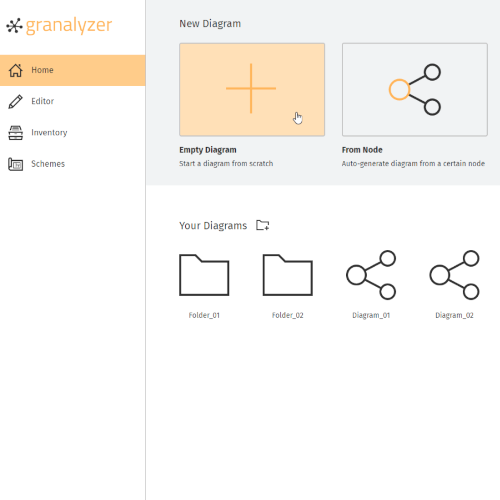 granalyzer
Home
Editor
Inventory
Schemes
New Diagram
Empty Diagram
Start a diagram from scratch
From Node
Auto-generate diagram from a certain node
Your Diagrams
Folder_01
Folder_02
Diagram_01
Diagram_02